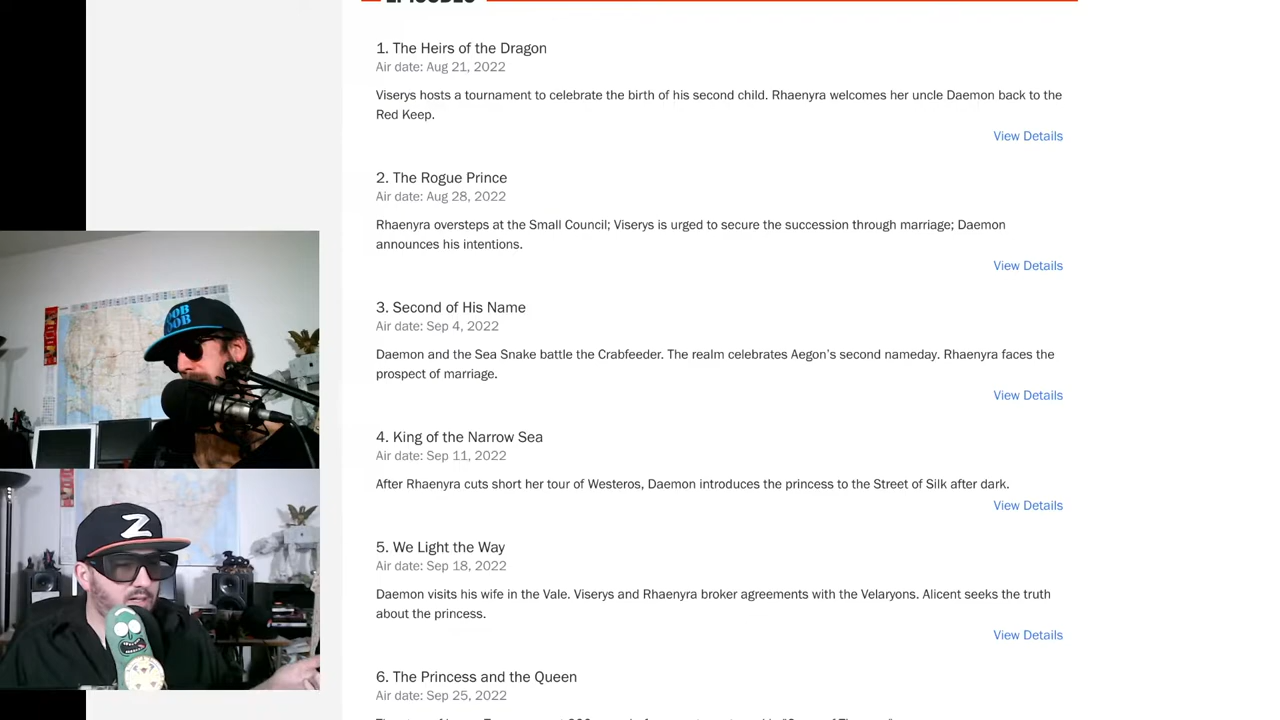 EPISODES
1. The Heirs of the Dragon
Air date: Aug 21, 2022
Viserys hosts a tournament to celebrate the birth of his second child. Rhaenyra welcomes her uncle Daemon back to the
Red Keep.
View Details
2. The Rogue Prince
Air date: Aug 28, 2022
Rhaenyra oversteps at the Small Council; Viserys is urged to secure the succession through marriage; Daemon
announces his intentions.
View Details
3. Second of His Name
Air date: Sep 4, 2022
Daemon and the Sea Snake battle the Crabfeeder. The realm celebrates Aegon's second nameday. Rhaenyra faces the
prospect of marriage.
View Details
4. King of the Narrow Sea
Air date: Sep 11, 2022
After Rhaenyra cuts short her tour of Westeros, Daemon introduces the princess to the Street of Silk after dark.
View Details
5. We Light the Way
Air date: Sep 18, 2022
Daemon visits his wife in the Vale. Viserys and Rhaenyra broker agreements with the Velaryons. Alicent seeks the truth
about the princess.
View Details
6. The Princess and the Queen
Air date: Sep 25, 2022
Z